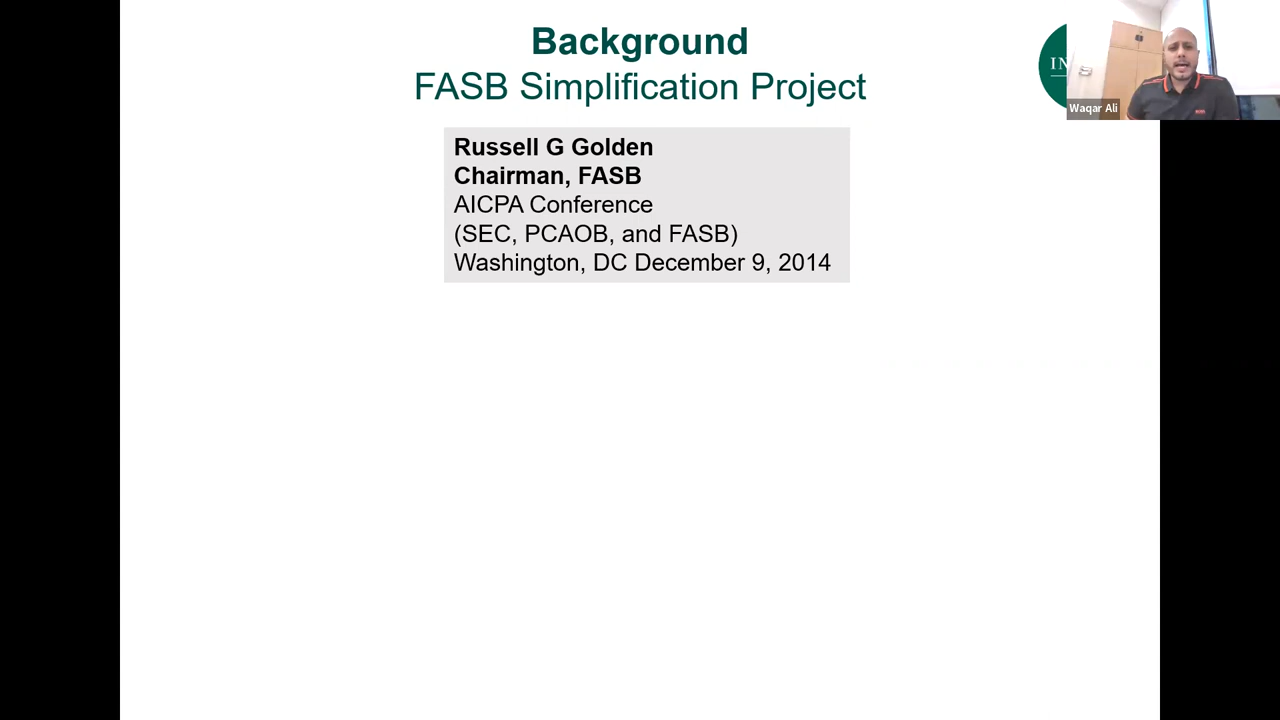 Background
FASB Simplification Project
Russell G Golden
Chairman, FASB
AICPA Conference
(SEC, PCAOB, and FASB)
Washington, DC December 9, 2014
IN
Waqar Ali